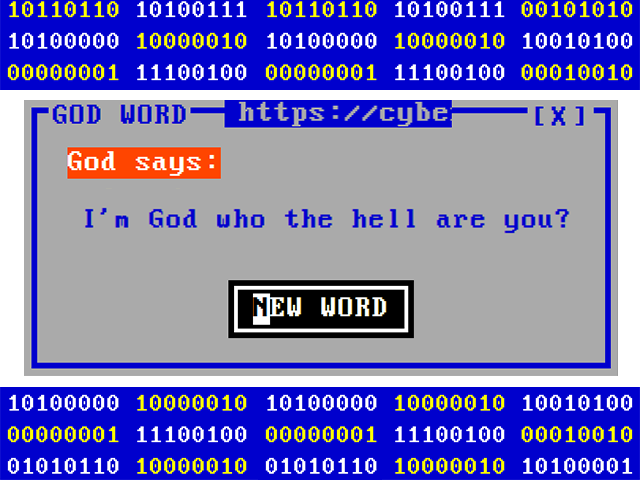 10110110 10100111 10110110 10100111 00101010
10100000 10000010 10100000 10000010 10010100
00000001 11100100 00000001 11100100 00010010
GOD WORD https://cybe [X]
God says:
I'm God who the hell are you?
NEW WORD
10100000 10000010 10100000 10000010 10010100
00000001 11100100 00000001 11100100 00010010
01010110 10000010 01010110 10000010 10100001